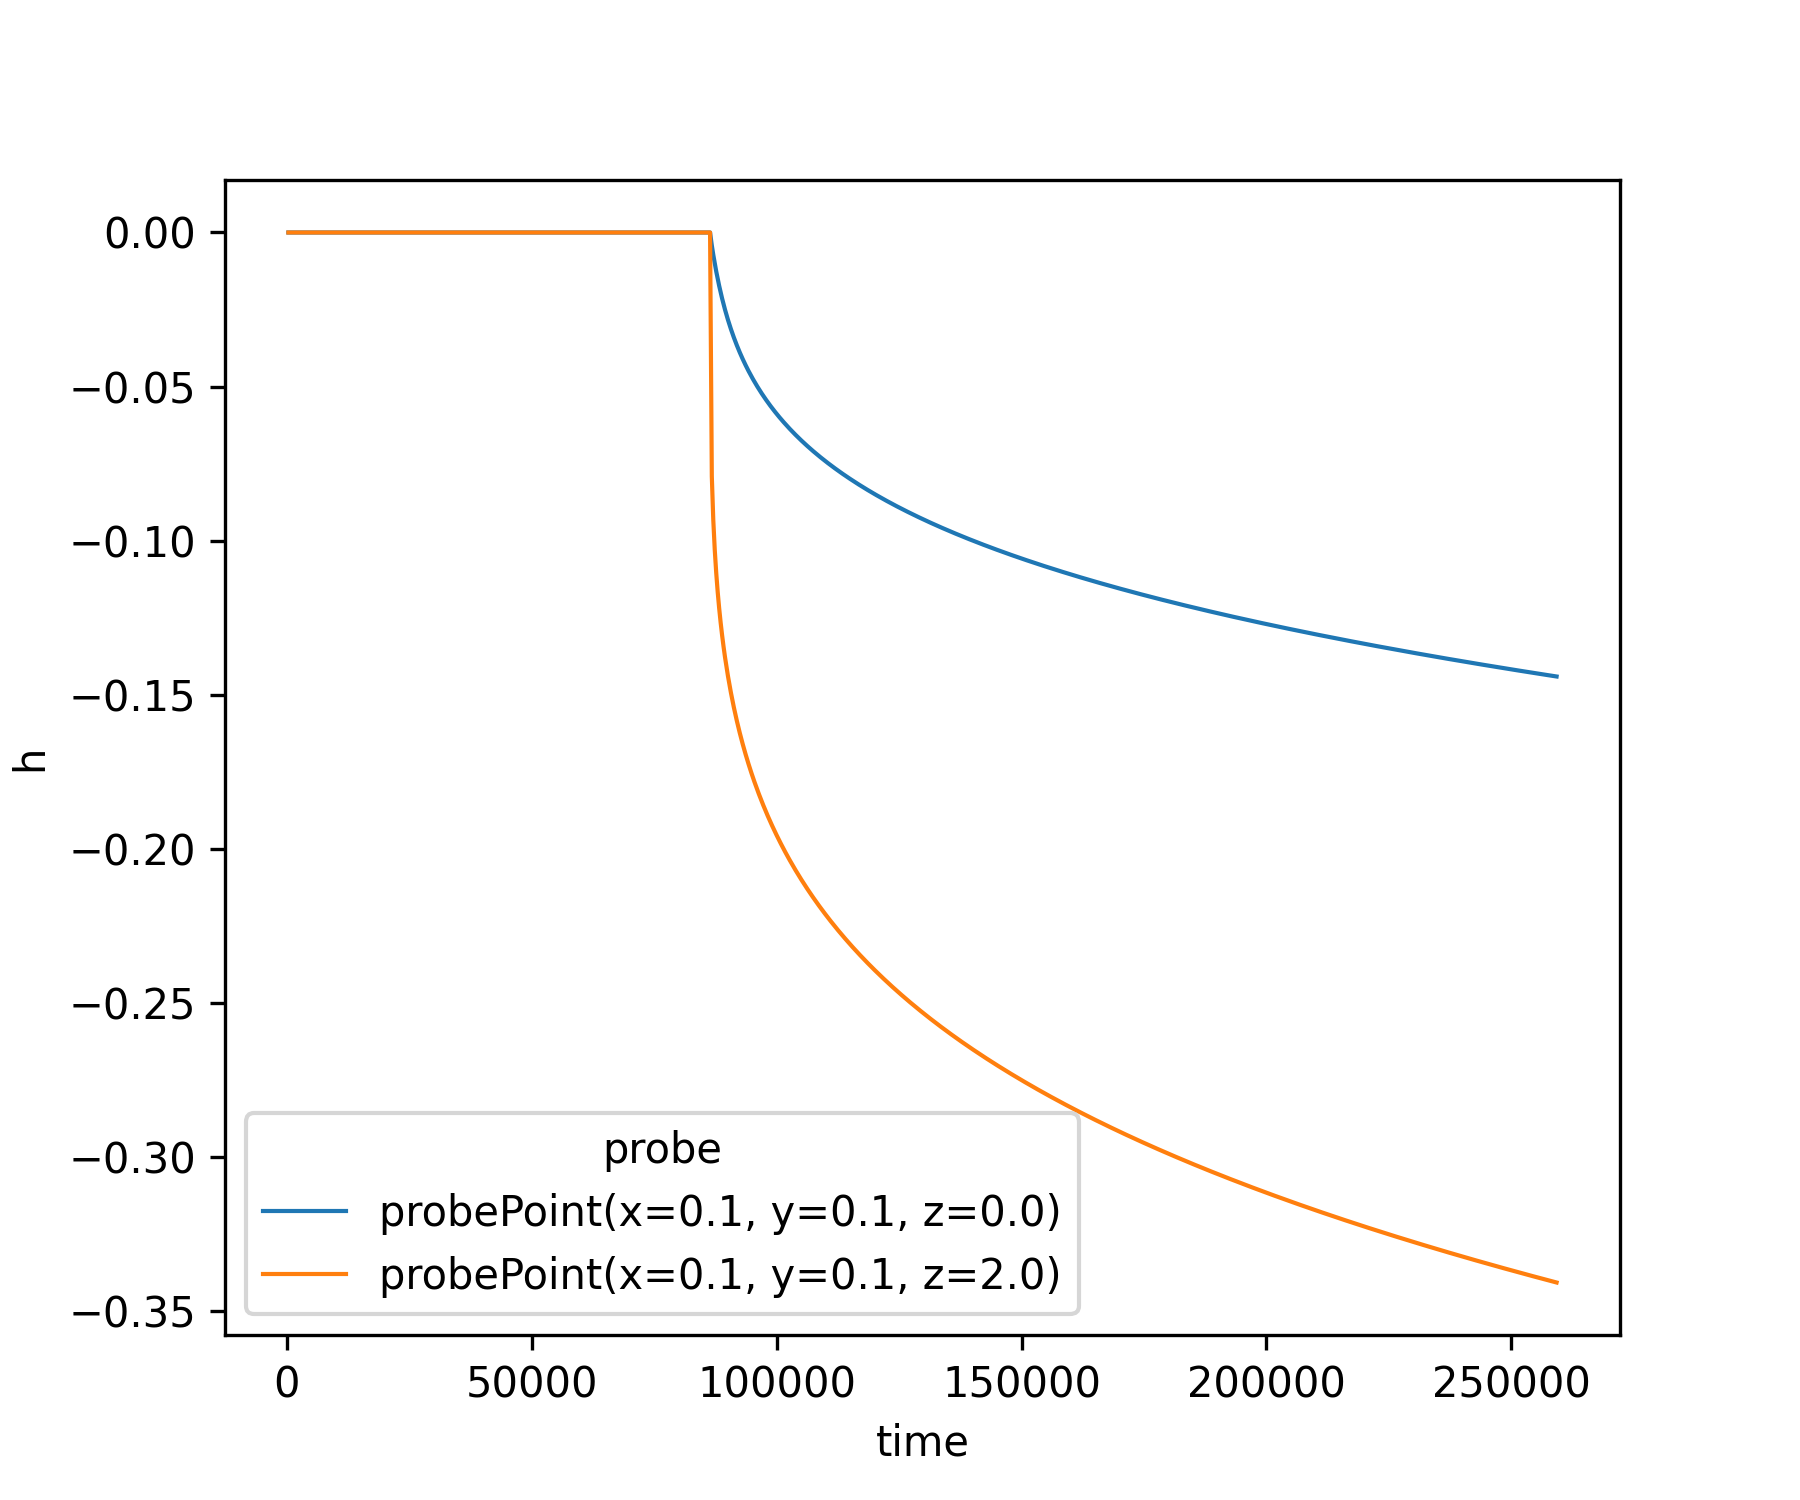 0.00
−0.05
−0.10
−0.15
−0.20
−0.25
−0.30
−0.35
h
probe
probePoint(x=0.1, y=0.1, z=0.0)
probePoint(x=0.1, y=0.1, z=2.0)
0 50000 100000 150000 200000 250000
time